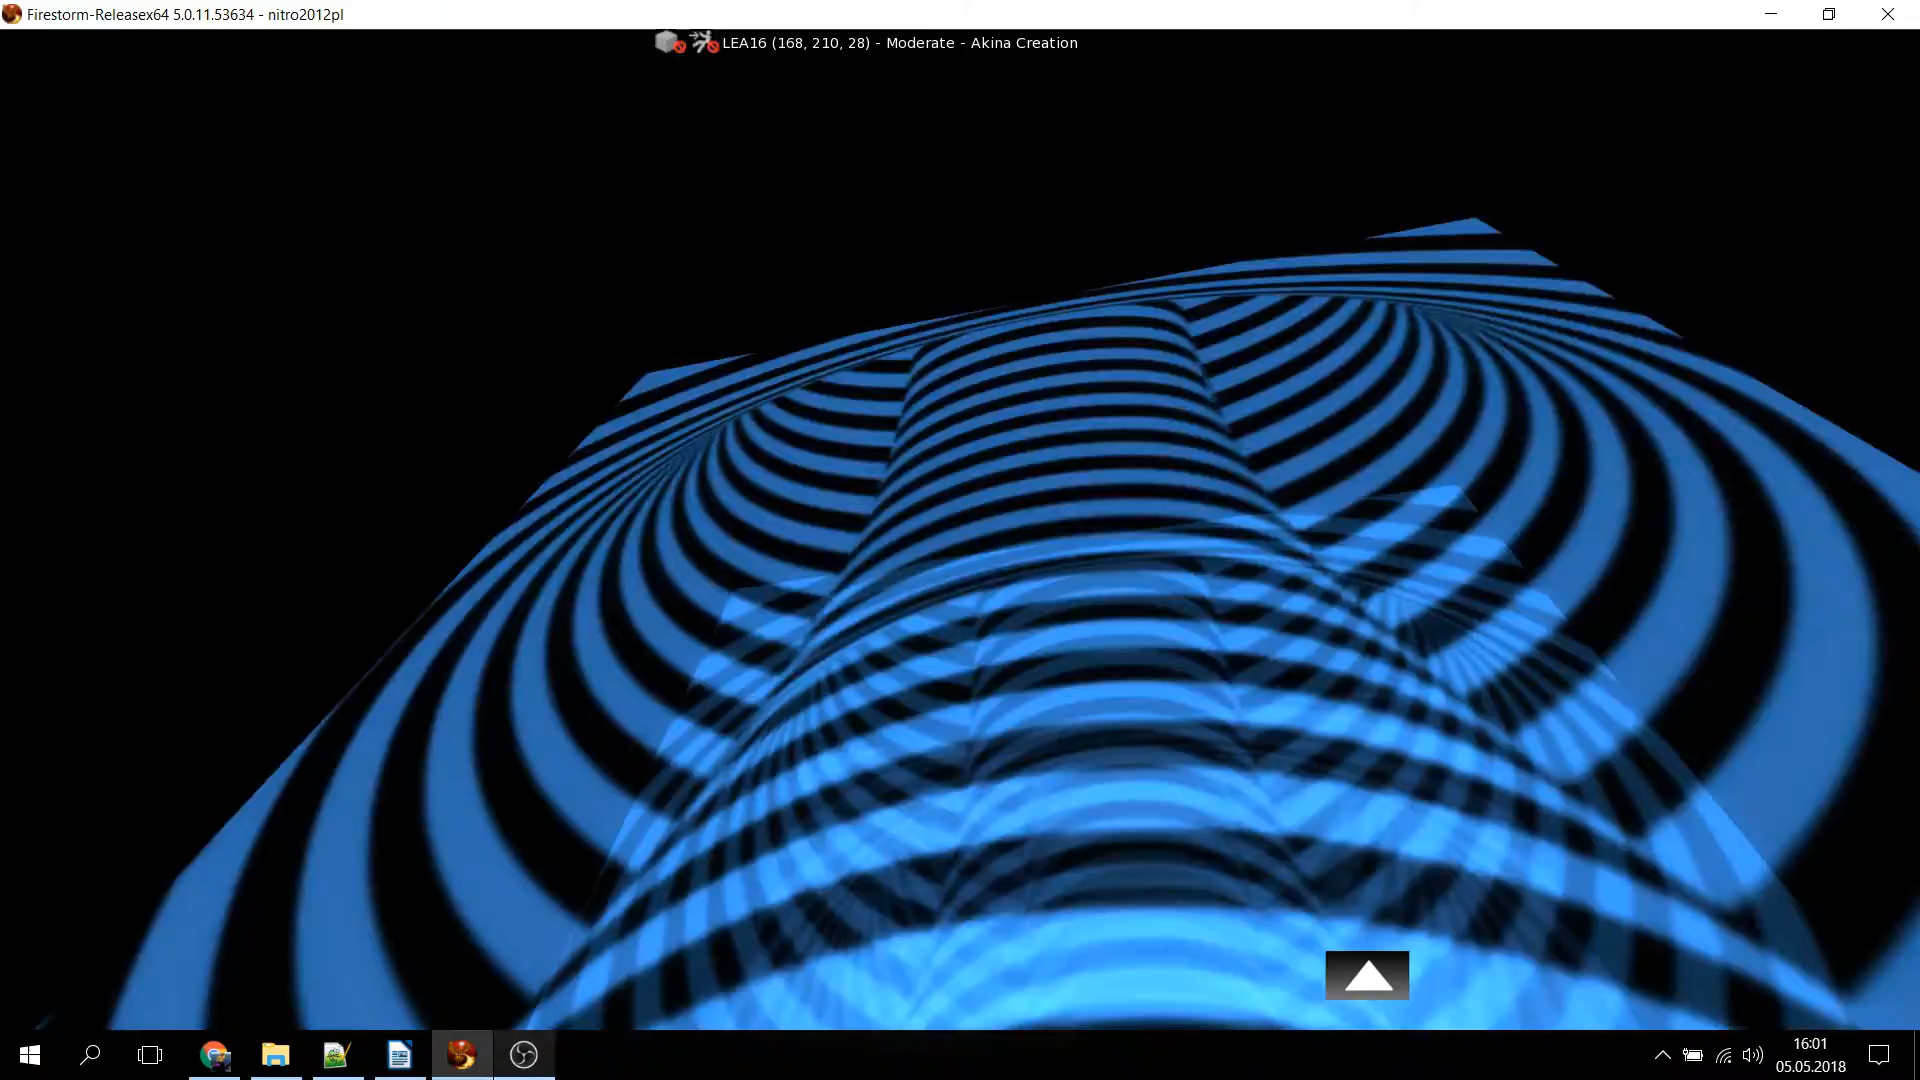 Firestorm-Releasex64 5.0.11.53634 - nitro2012pl
LEA16 (168, 210, 28) - Moderate - Akina Creation
16:01
05.05.2018